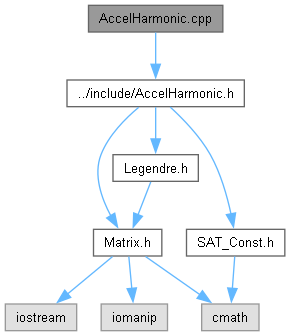 AccelHarmonic.cpp
../include/AccelHarmonic.h
Legendre.h
Matrix.h
SAT_Const.h
iostream
iomanip
cmath